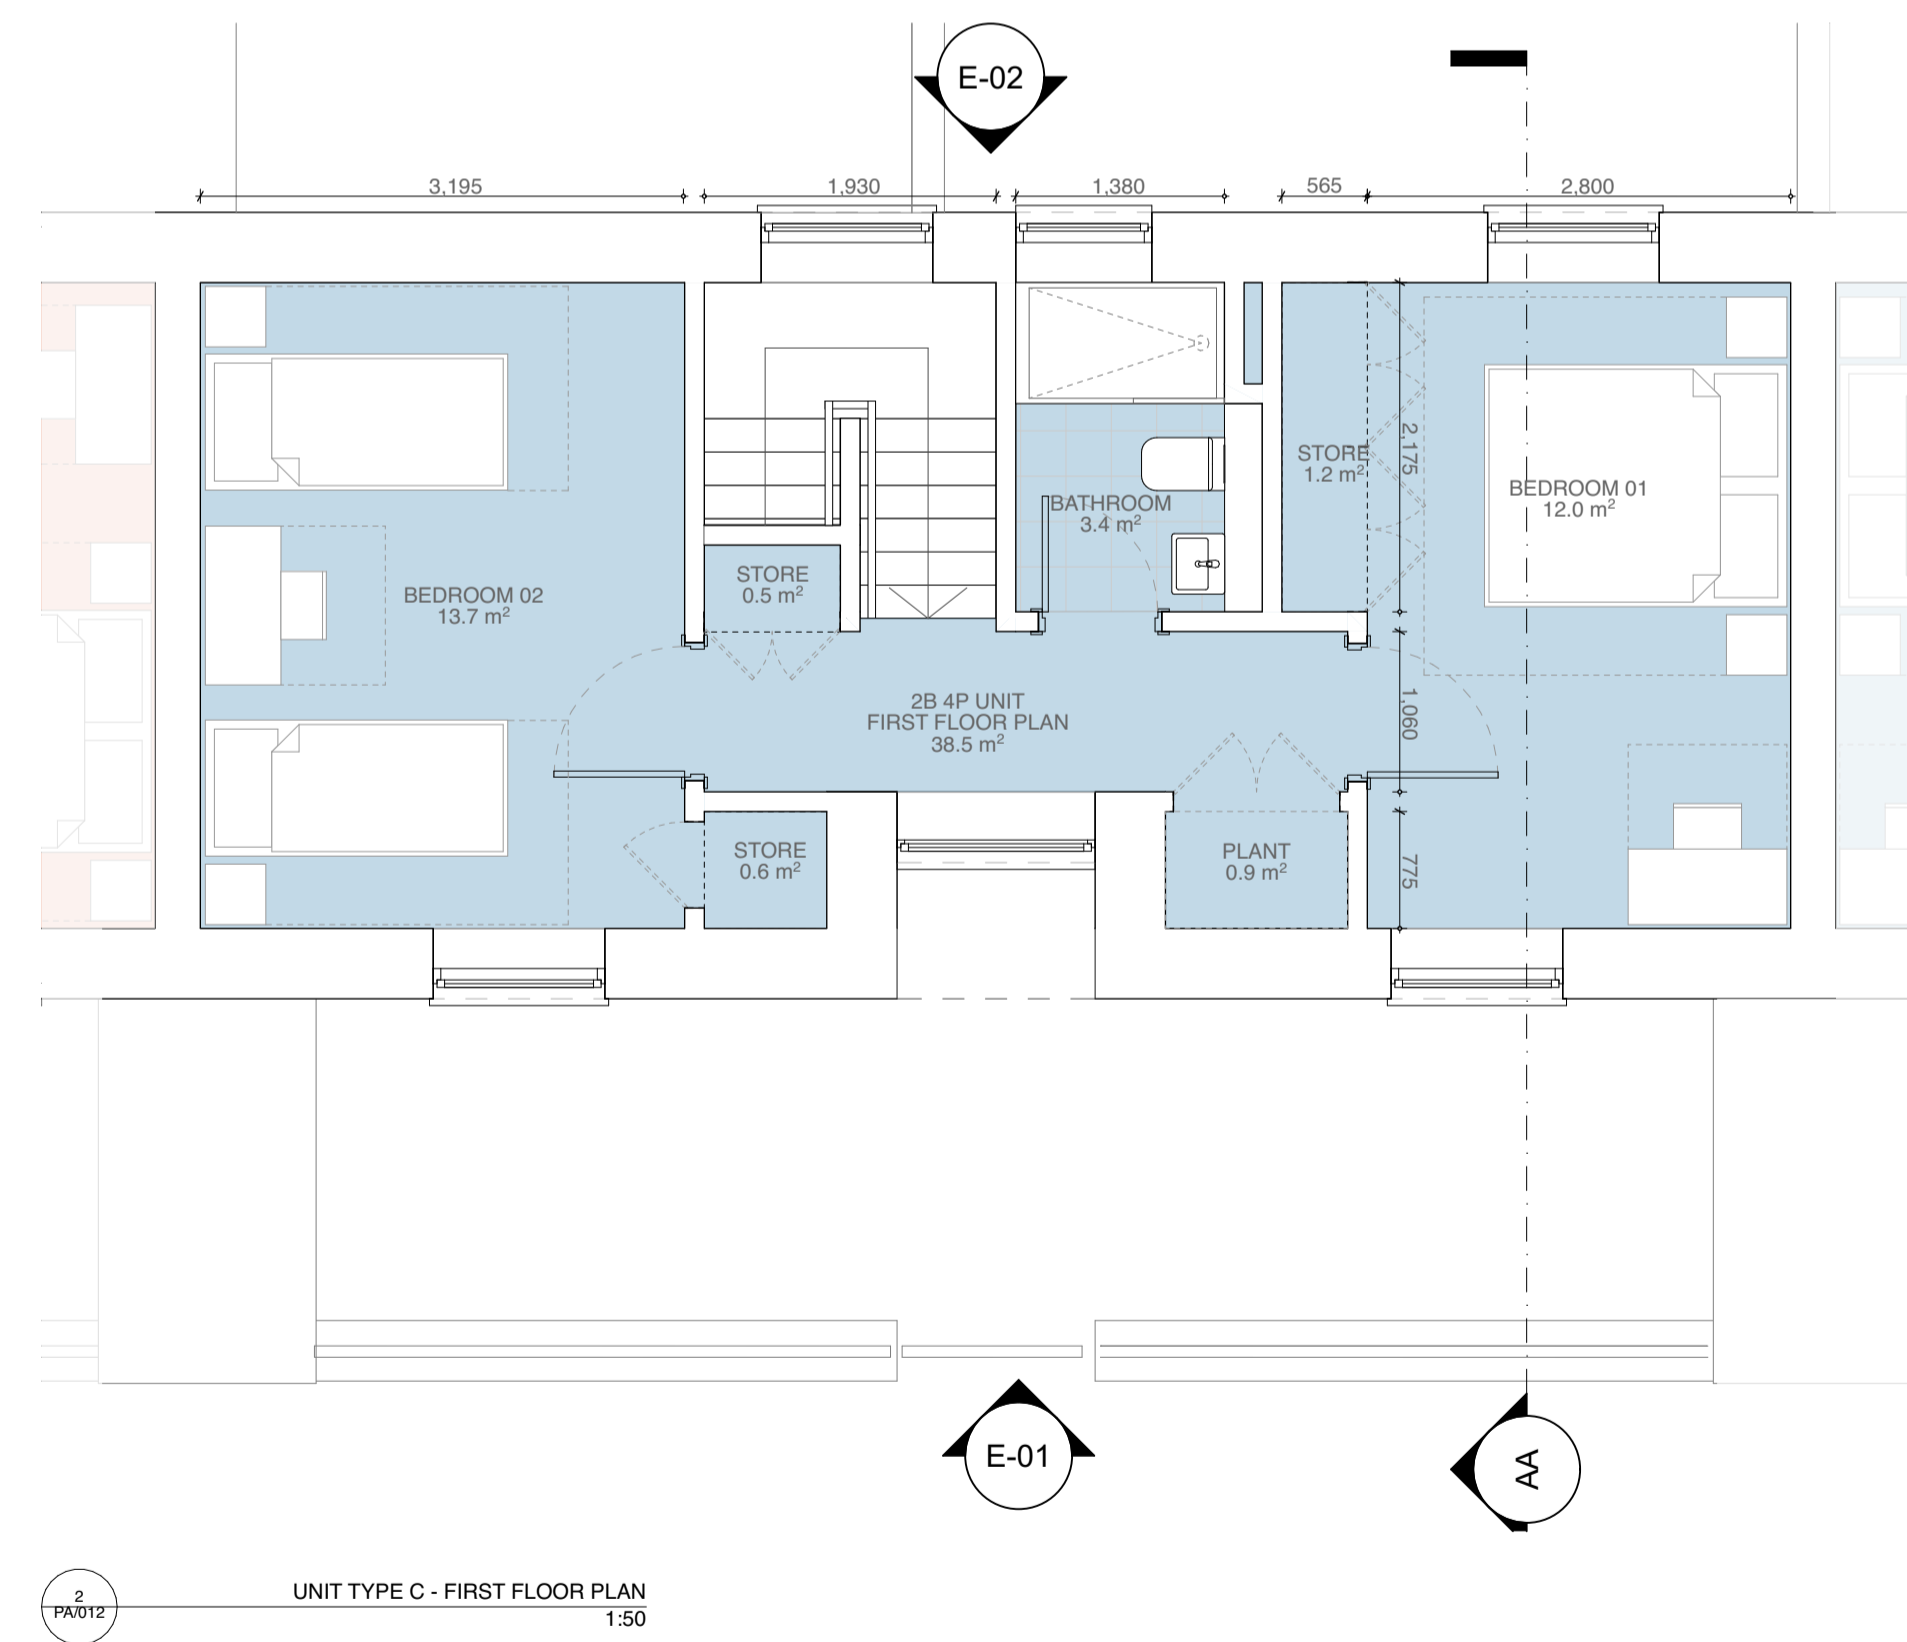 E-02
3,195
1,930
1,380
565
2,800
2,175
STORE
1.2 m²
BEDROOM 01
12.0 m²
BATHROOM
3.4 m²
STORE
0.5 m²
BEDROOM 02
13.7 m²
2B 4P UNIT
FIRST FLOOR PLAN
38.5 m²
1,060
STORE
0.6 m²
PLANT
0.9 m²
775
E-01
AA
2
PA/012
UNIT TYPE C - FIRST FLOOR PLAN
1:50